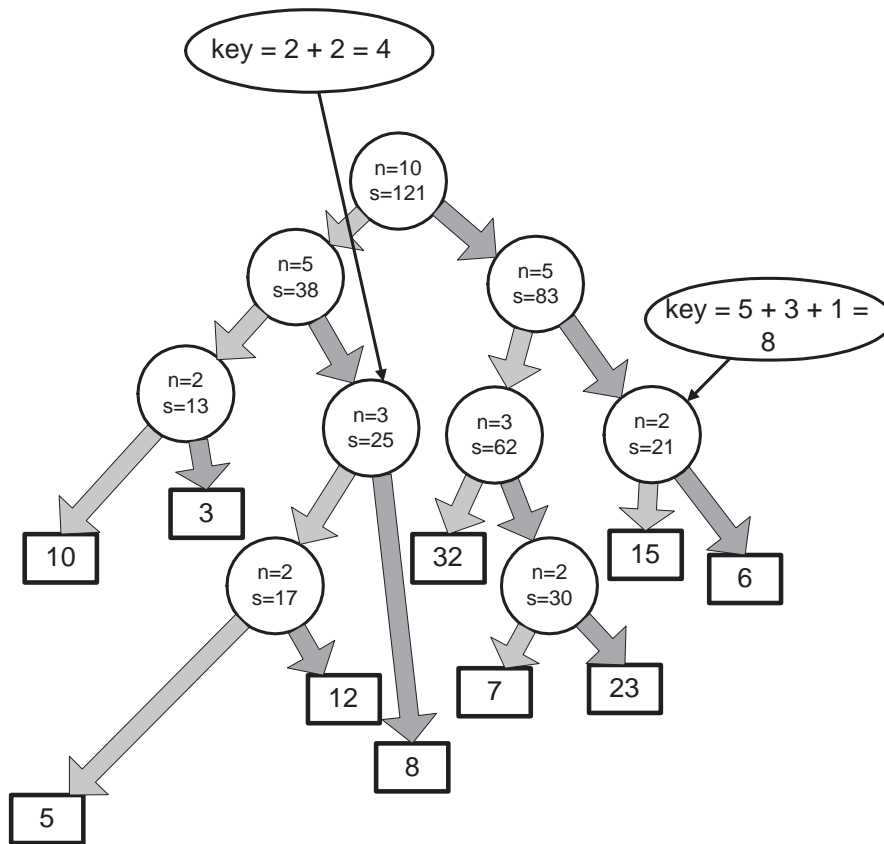 key = 2 + 2 = 4
n=10
s=121
n=5
s=38
n=5
s=83
key = 5 + 3 + 1 =
8
n=2
s=13
n=3
s=25
n=3
s=62
n=2
s=21
10
3
32
15
6
n=2
s=17
n=2
s=30
12
7
23
8
5